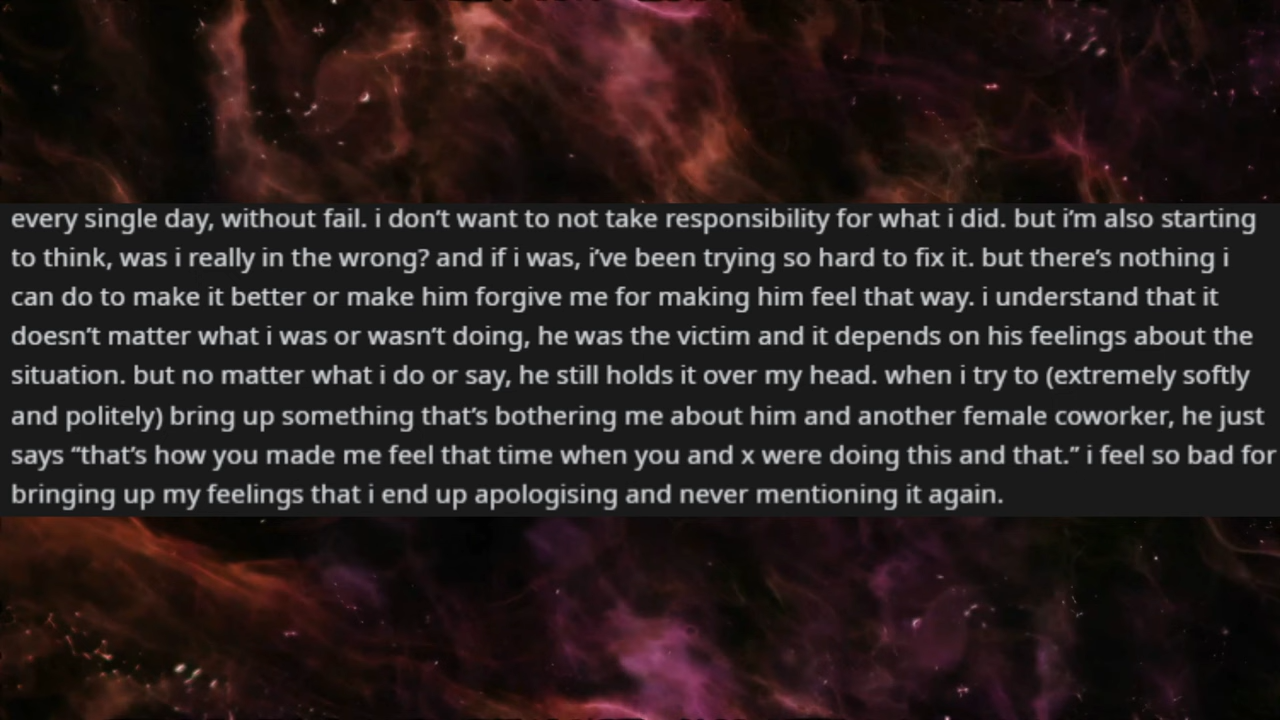 every single day, without fail. i don’t want to not take responsibility for what i did. but i’m also starting
to think, was i really in the wrong? and if i was, i’ve been trying so hard to fix it. but there’s nothing i
can do to make it better or make him forgive me for making him feel that way. i understand that it
doesn’t matter what i was or wasn’t doing, he was the victim and it depends on his feelings about the
situation. but no matter what i do or say, he still holds it over my head. when i try to (extremely softly
and politely) bring up something that’s bothering me about him and another female coworker, he just
says “that’s how you made me feel that time when you and x were doing this and that.” i feel so bad for
bringing up my feelings that i end up apologising and never mentioning it again.